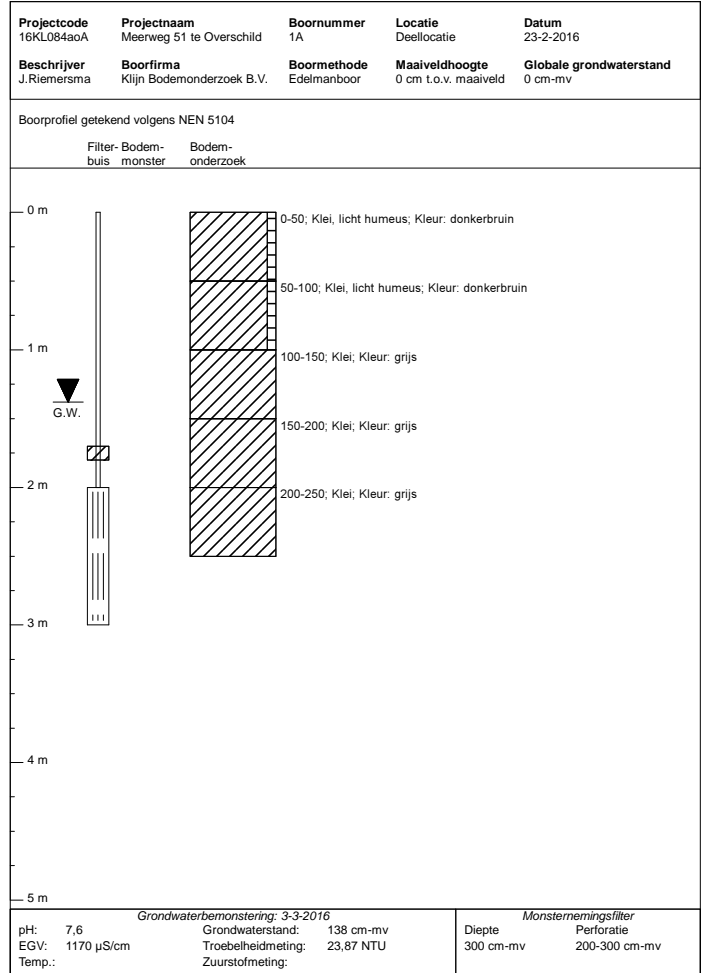 Projectcode Projectnaam Boornummer Locatie Datum
16KL084aoA Meerweg 51 te Overschild 1A Deellocatie 23-2-2016
Beschrijver Boorfirma Boormethode Maaiveldhoogte Globale grondwaterstand
J.Riemersma Klijn Bodemonderzoek B.V. Edelmanboor 0 cm t.o.v. maaiveld 0 cm-mv
Boorprofiel getekend volgens NEN 5104
Filter- Bodem- Bodem-
buis monster onderzoek
0 m
0-50; Klei, licht humeus; Kleur: donkerbruin
50-100; Klei, licht humeus; Kleur: donkerbruin
1 m
100-150; Klei; Kleur: grijs
G.W.
150-200; Klei; Kleur: grijs
2 m
200-250; Klei; Kleur: grijs
3 m
4 m
5 m
Grondwaterbemonstering: 3-3-2016 Monsternemingsfilter
pH: 7,6 Grondwaterstand: 138 cm-mv Diepte Perforatie
EGV: 1170 µS/cm Troebelheidmeting: 23,87 NTU 300 cm-mv 200-300 cm-mv
Temp.: Zuurstofmeting: